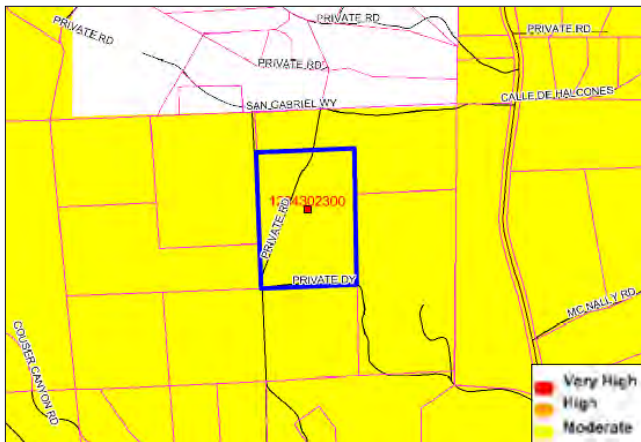 PRIVATE RD
PRIVATE RD
PRIVATE RD
PRIVATE RD
SAN GABRIEL WY
CALLE DE HALCONES
PRIVATE RD
PRIVATE DY
MC NALLY RD
COUSER CANYON RD
Very High
High
Moderate